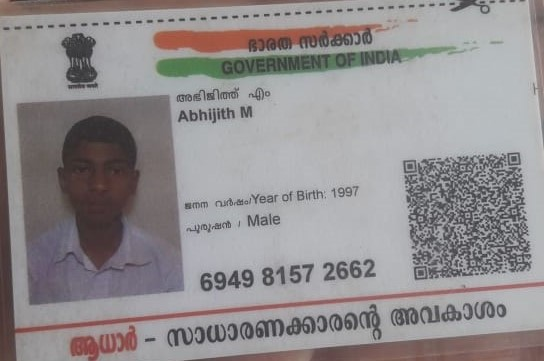 ഭാരത സർക്കാർ
GOVERNMENT OF INDIA
അഭിജിത്ത് എം
Abhijith M
ജനന വർഷം/Year of Birth: 1997
പുരുഷൻ / Male
6949 8157 2662
ആധാർ - സാധാരണക്കാരന്റെ അവകാശം